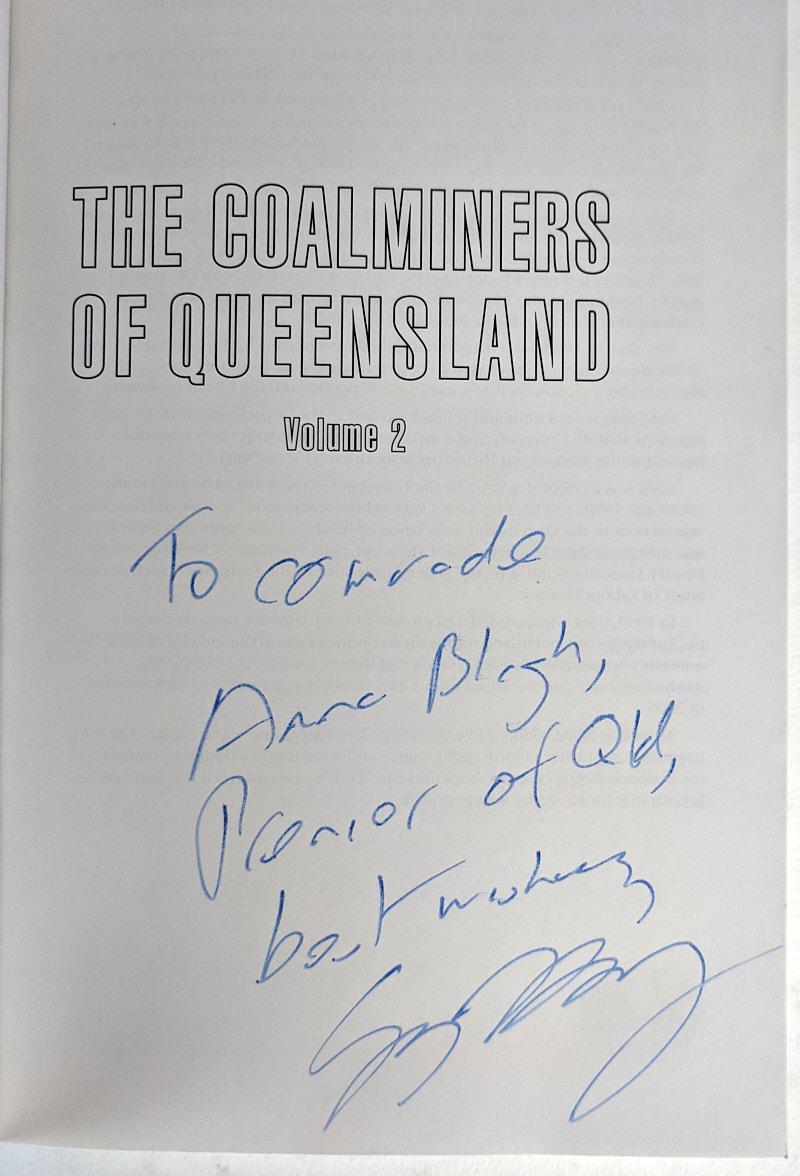 THE COALMINERS
OF QUEENSLAND
Volume 2
To comrade
Anna Bligh,
Premier of Qld,
best wishes